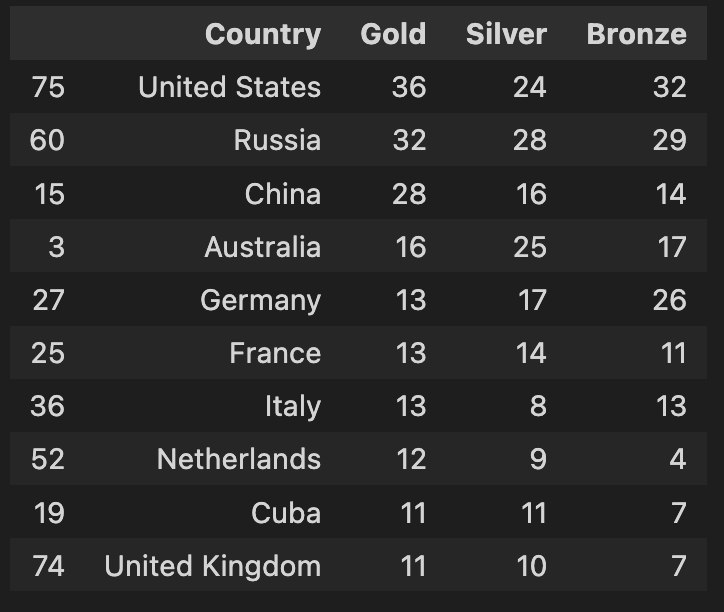 Country Gold Silver Bronze
75 United States 36 24 32
60 Russia 32 28 29
15 China 28 16 14
3 Australia 16 25 17
27 Germany 13 17 26
25 France 13 14 11
36 Italy 13 8 13
52 Netherlands 12 9 4
19 Cuba 11 11 7
74 United Kingdom 11 10 7